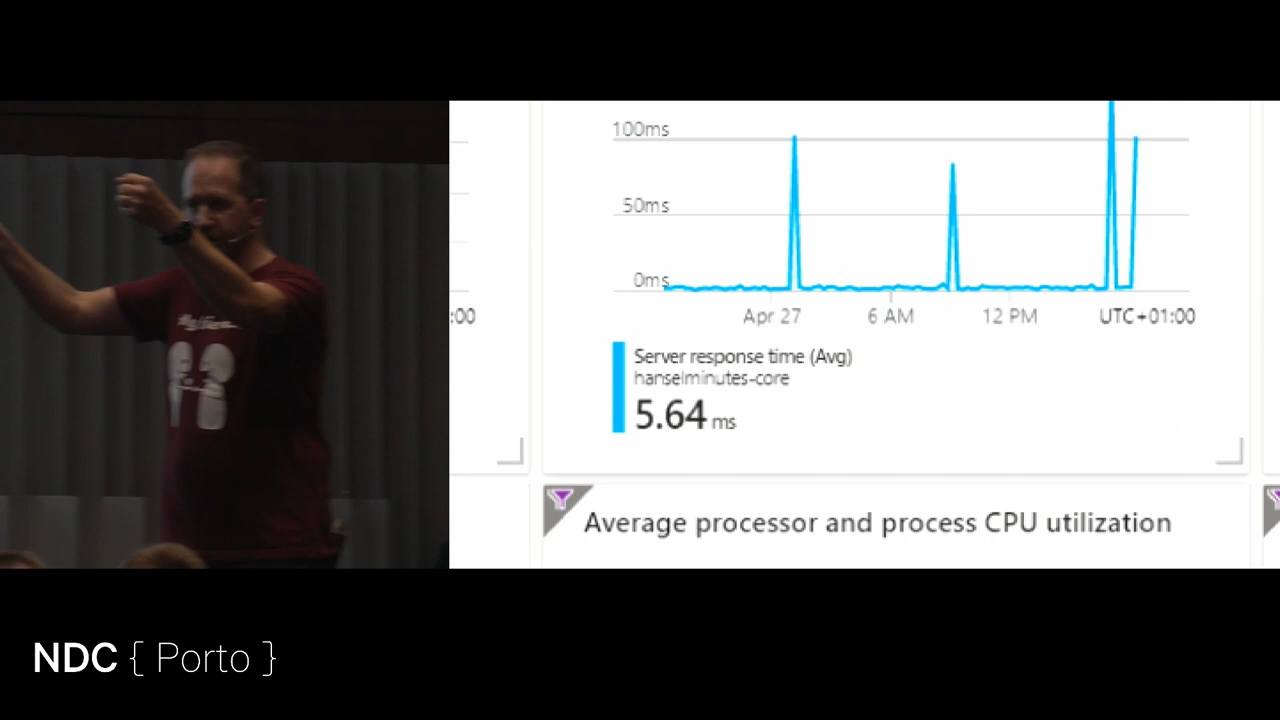 100ms
50ms
0ms
:00
Apr 27
6 AM
12 PM
UTC+01:00
Server response time (Avg)
hanselminutes-core
5.64 ms
Average processor and process CPU utilization
NDC { Porto }